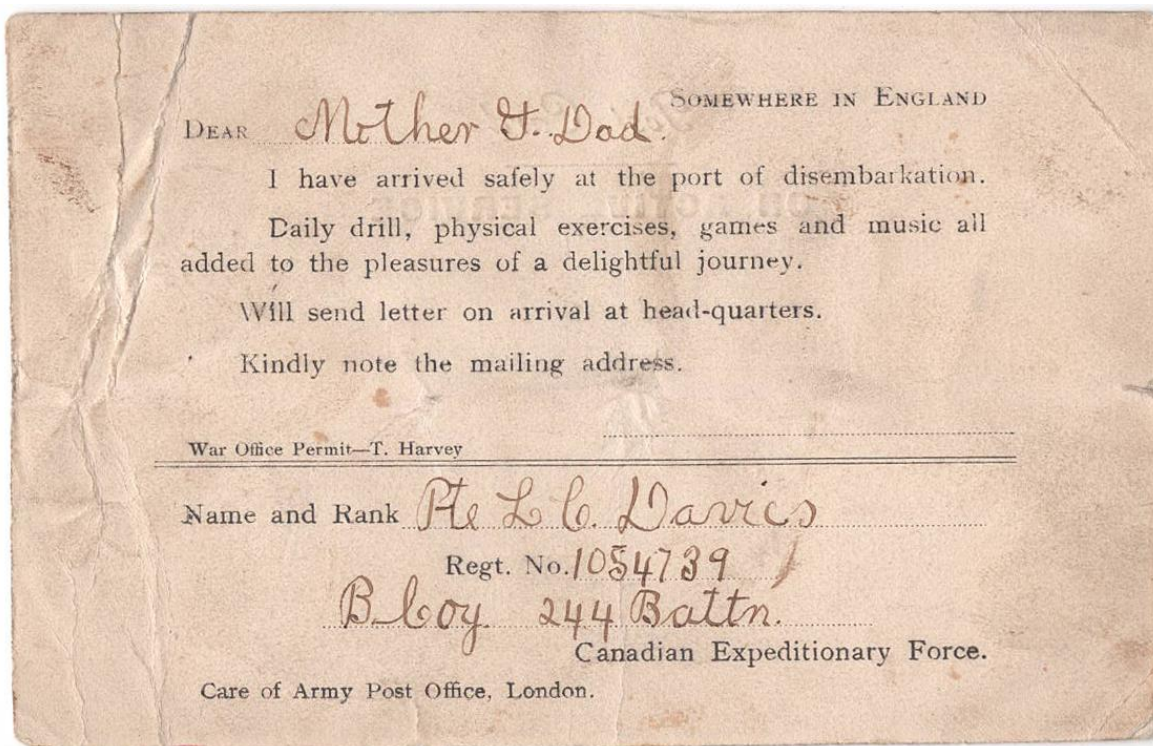 SOMEWHERE IN ENGLAND
DEAR Mother & Dad.
I have arrived safely at the port of disembarkation.
Daily drill, physical exercises, games and music all
added to the pleasures of a delightful journey.
Will send letter on arrival at head-quarters.
Kindly note the mailing address.
War Office Permit—T. Harvey
Name and Rank Pte L C. Davies
Regt. No. 1054739
B Coy. 244 Battn.
Canadian Expeditionary Force.
Care of Army Post Office, London.